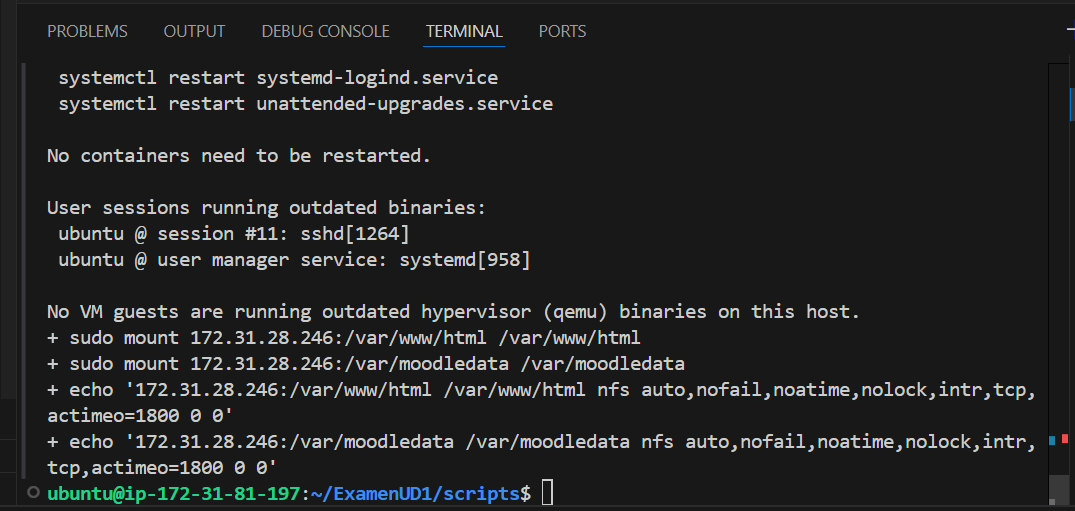 PROBLEMS OUTPUT DEBUG CONSOLE TERMINAL PORTS
systemctl restart systemd-logind.service
systemctl restart unattended-upgrades.service
No containers need to be restarted.
User sessions running outdated binaries:
ubuntu @ session #11: sshd[1264]
ubuntu @ user manager service: systemd[958]
No VM guests are running outdated hypervisor (qemu) binaries on this host.
+ sudo mount 172.31.28.246:/var/www/html /var/www/html
+ sudo mount 172.31.28.246:/var/moodledata /var/moodledata
+ echo '172.31.28.246:/var/www/html /var/www/html nfs auto,nofail,noatime,nolock,intr,tcp,
actimeo=1800 0 0'
+ echo '172.31.28.246:/var/moodledata /var/moodledata nfs auto,nofail,noatime,nolock,intr,
tcp,actimeo=1800 0 0'
ubuntu@ip-172-31-81-197:~/ExamenUD1/scripts$